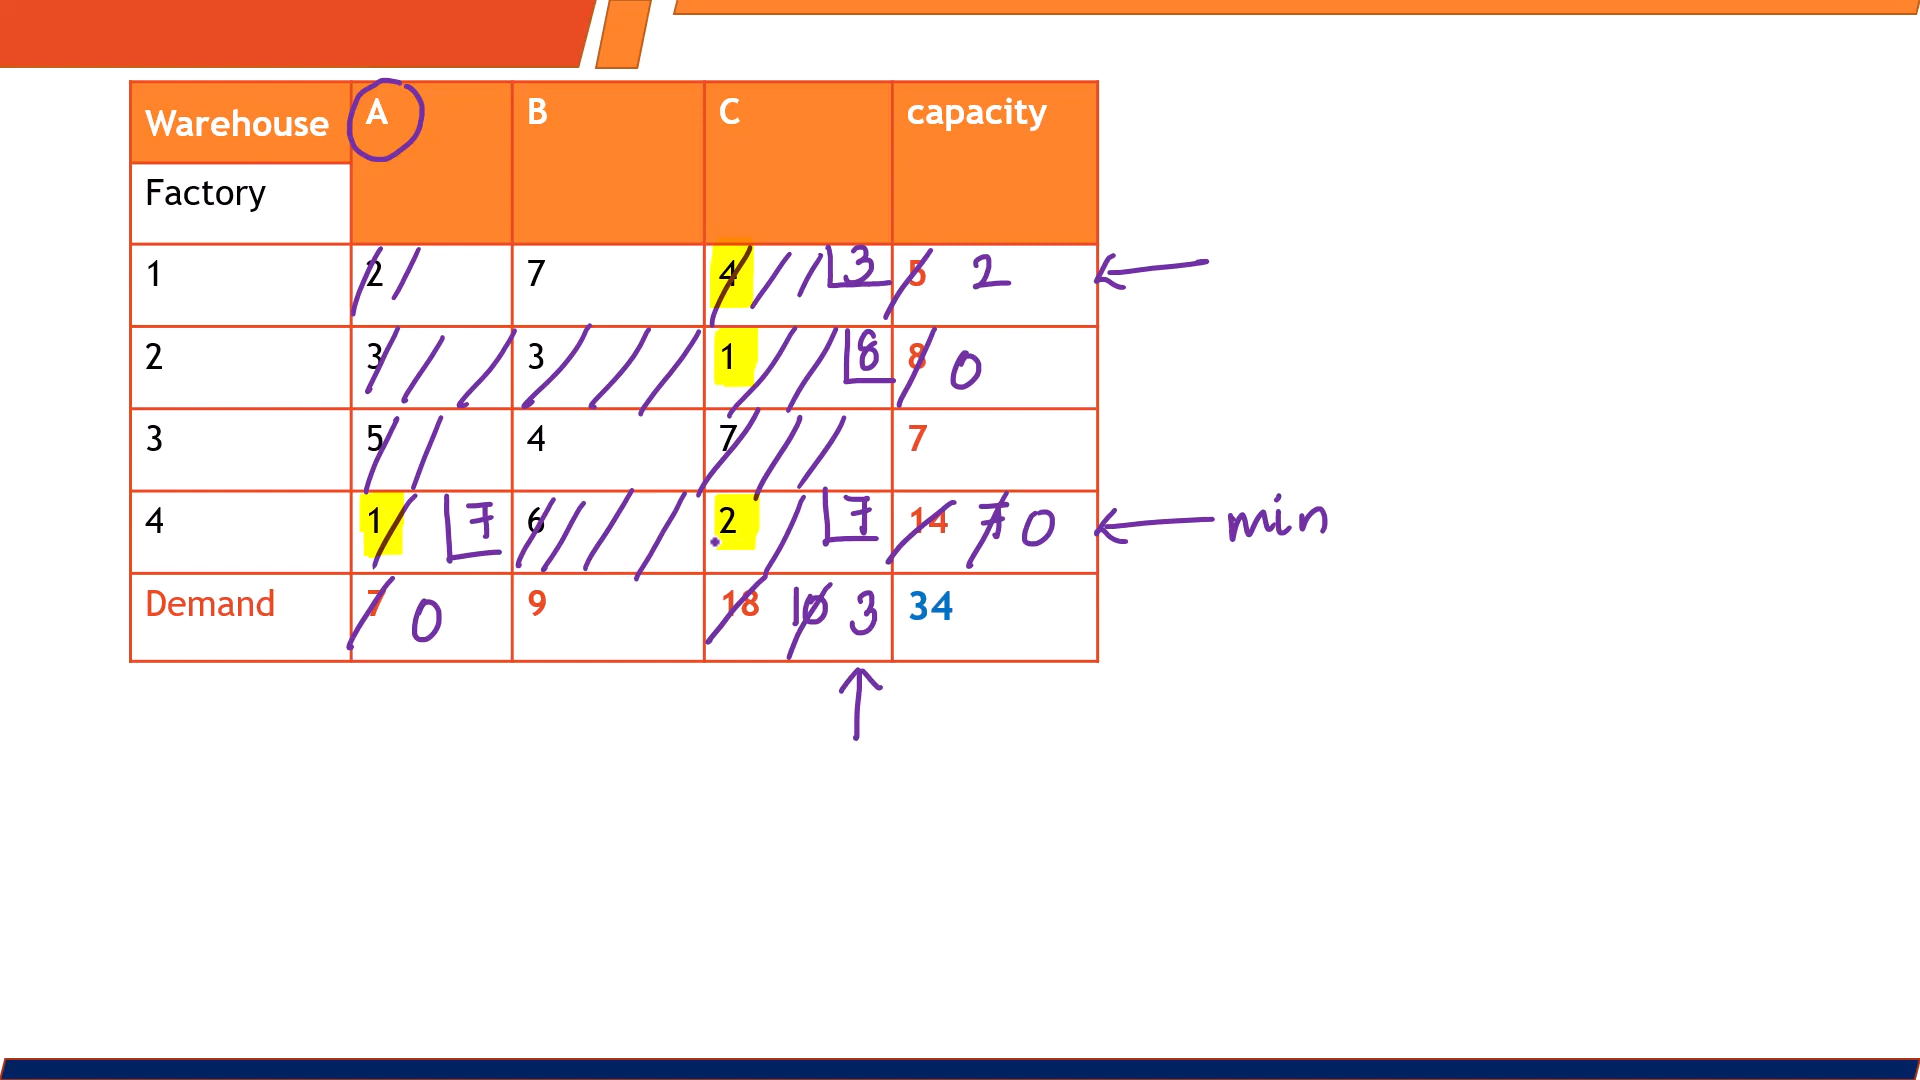 Warehouse A B C capacity
Factory
1 2 7 4 3 5 2
2 3 3 1 8 8 0
3 5 4 7 7
4 1 7 6 2 7 14 7 0 min
Demand 7 0 9 18 10 3 34